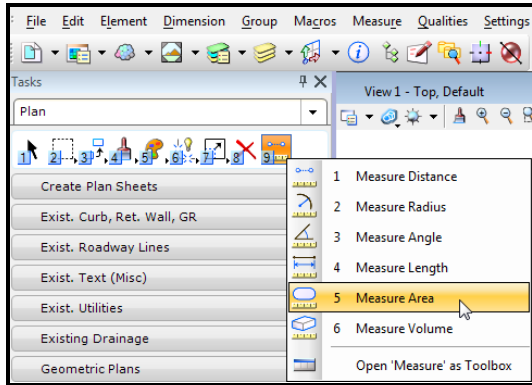 File Edit Element Dimension Group Macros Measure Qualities Settings
Tasks
View 1 - Top, Default
Plan
1 2 3 4 5 6 7 8 9
1 Measure Distance
Create Plan Sheets
2 Measure Radius
Exist. Curb, Ret. Wall, GR
3 Measure Angle
Exist. Roadway Lines
4 Measure Length
Exist. Text (Misc)
5 Measure Area
Exist. Utilities
6 Measure Volume
Existing Drainage
Open 'Measure' as Toolbox
Geometric Plans